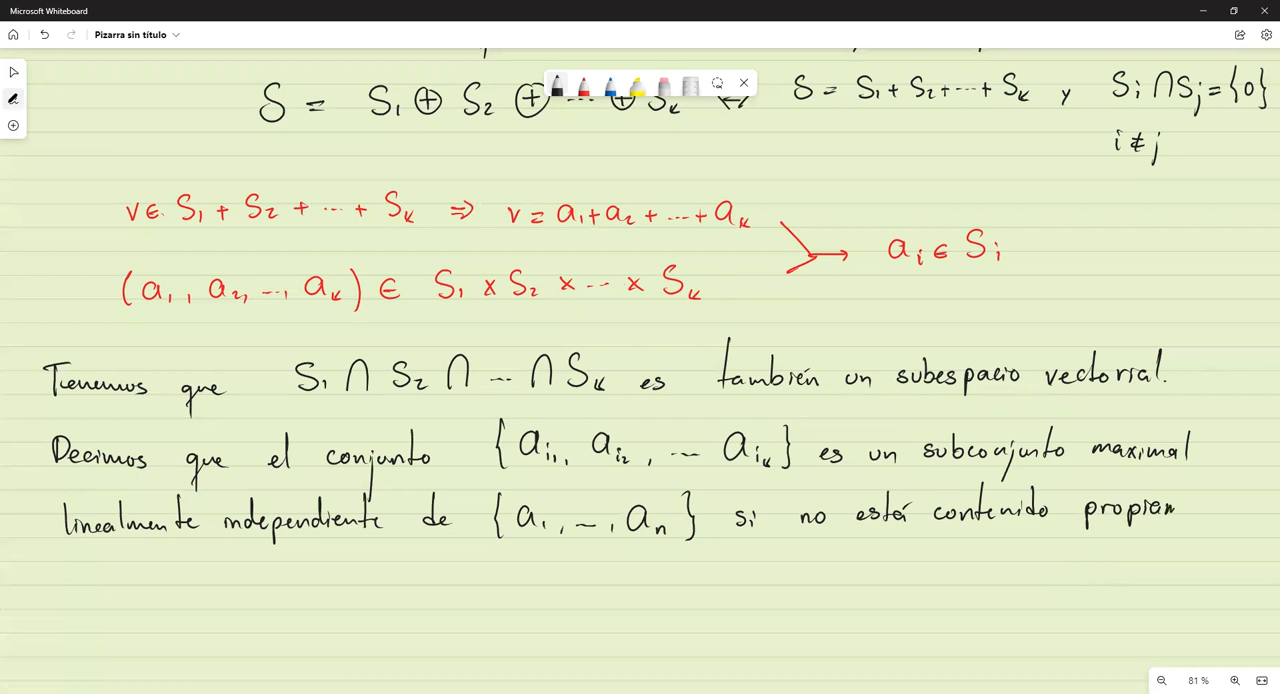 Microsoft Whiteboard
Pizarra sin título
S = S₁ ⊕ S₂ ⊕ ... ⊕ Sₖ ↔ S = S₁ + S₂ + ... + Sₖ y Sᵢ ∩ Sⱼ = {0}
i ≠ j
v ∈ S₁ + S₂ + ... + Sₖ ⇒ v = a₁ + a₂ + ... + aₖ
aᵢ ∈ Sᵢ
(a₁, a₂, ..., aₖ) ∈ S₁ × S₂ × ... × Sₖ
Tenemos que S₁ ∩ S₂ ∩ ... ∩ Sₖ es también un subespacio vectorial.
Decimos que el conjunto {aᵢ₁, aᵢ₂, ... aᵢₖ} es un subconjunto maximal
linealmente independiente de {a₁, ..., aₙ} si no está contenido propiam
81 %